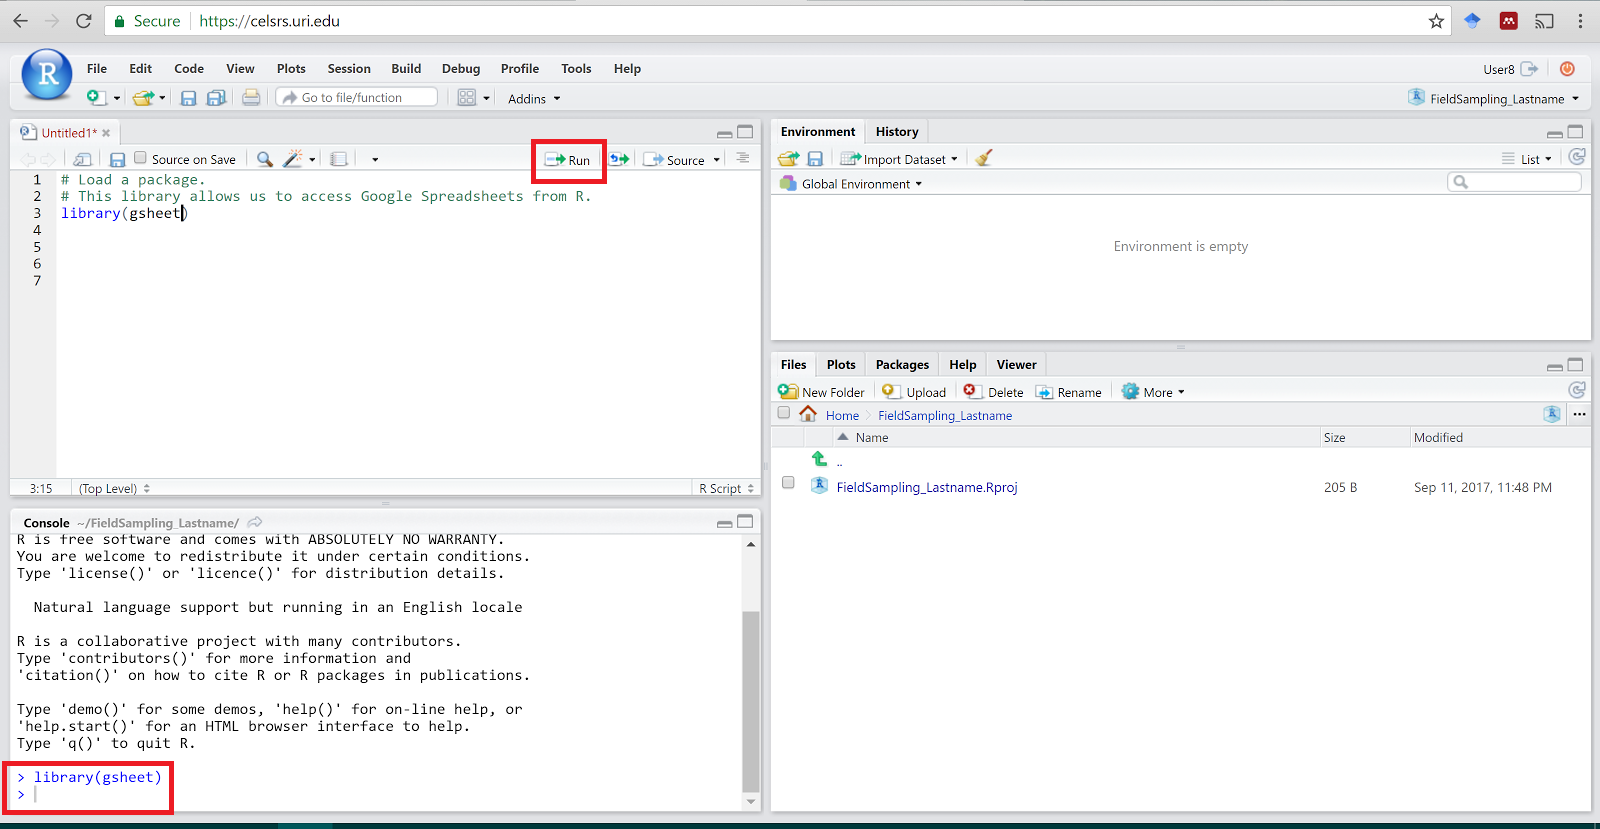 Secure https://celsrs.uri.edu
R File Edit Code View Plots Session Build Debug Profile Tools Help User8
Go to file/function Addins FieldSampling_Lastname
Untitled1*
Source on Save Run Source
1 # Load a package.
2 # This library allows us to access Google Spreadsheets from R.
3 library(gsheet)
4
5
6
7
3:15 (Top Level) R Script
Console ~/FieldSampling_Lastname/
R is free software and comes with ABSOLUTELY NO WARRANTY.
You are welcome to redistribute it under certain conditions.
Type 'license()' or 'licence()' for distribution details.
Natural language support but running in an English locale
R is a collaborative project with many contributors.
Type 'contributors()' for more information and
'citation()' on how to cite R or R packages in publications.
Type 'demo()' for some demos, 'help()' for on-line help, or
'help.start()' for an HTML browser interface to help.
Type 'q()' to quit R.
> library(gsheet)
>
Environment History
Import Dataset List
Global Environment
Environment is empty
Files Plots Packages Help Viewer
New Folder Upload Delete Rename More
Home FieldSampling_Lastname
Name Size Modified
..
FieldSampling_Lastname.Rproj 205 B Sep 11, 2017, 11:48 PM